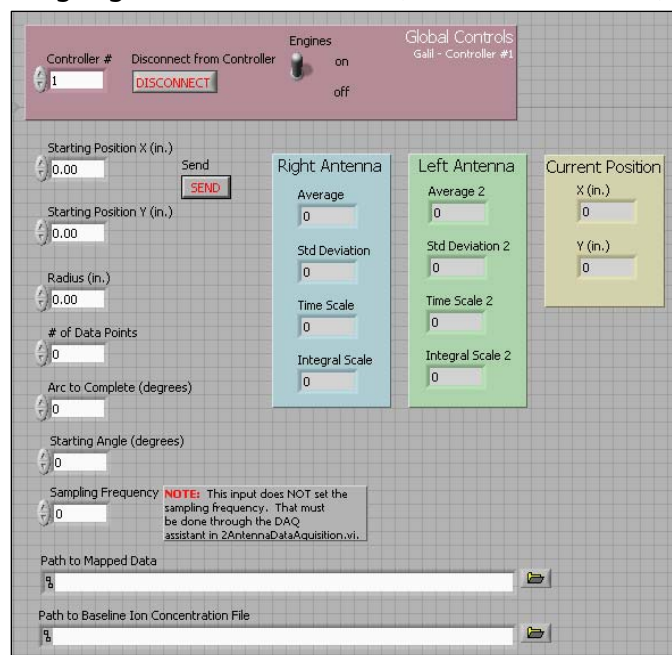 Global Controls
Galil - Controller #1
Controller #
1
Disconnect from Controller
DISCONNECT
Engines
on
off
Starting Position X (in.)
0.00
Send
SEND
Starting Position Y (in.)
0.00
Radius (in.)
0.00
# of Data Points
0
Arc to Complete (degrees)
0
Starting Angle (degrees)
0
Sampling Frequency
0
NOTE: This input does NOT set the
sampling frequency. That must
be done through the DAQ
assistant in 2AntennaDataAquisition.vi.
Right Antenna
Average
0
Std Deviation
0
Time Scale
0
Integral Scale
0
Left Antenna
Average 2
0
Std Deviation 2
0
Time Scale 2
0
Integral Scale 2
0
Current Position
X (in.)
0
Y (in.)
0
Path to Mapped Data
Path to Baseline Ion Concentration File